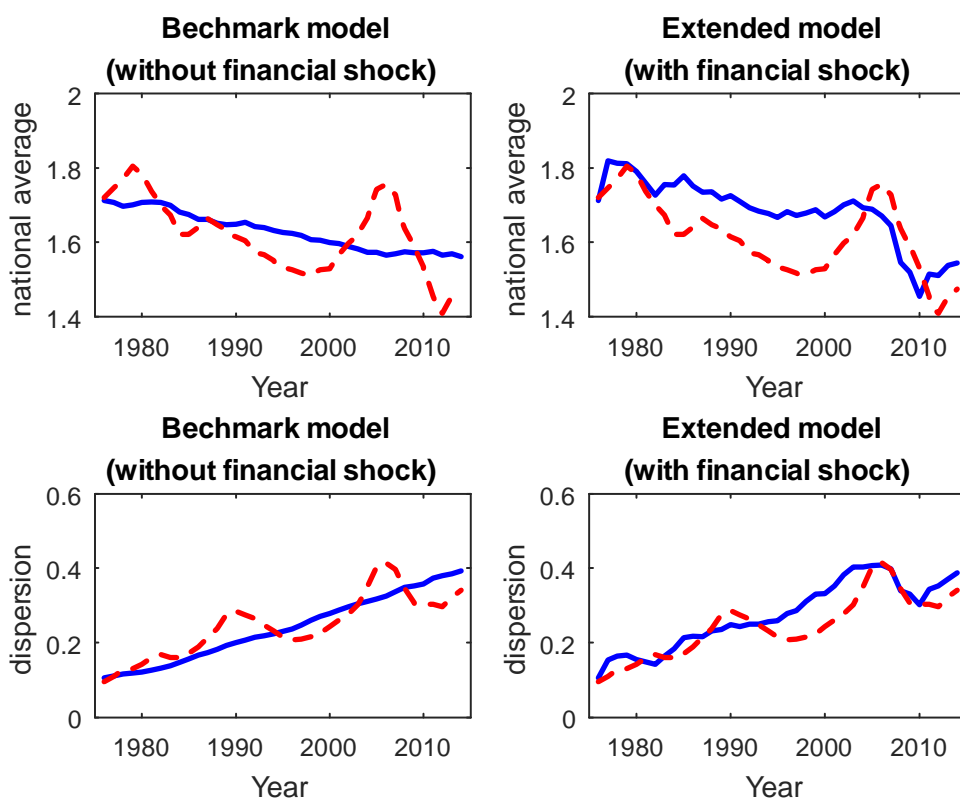 Bechmark model
(without financial shock)
2
1.8
1.6
1.4
national average
1980 1990 2000 2010
Year
Extended model
(with financial shock)
2
1.8
1.6
1.4
national average
1980 1990 2000 2010
Year
Bechmark model
(without financial shock)
0.6
0.4
0.2
0
dispersion
1980 1990 2000 2010
Year
Extended model
(with financial shock)
0.6
0.4
0.2
0
dispersion
1980 1990 2000 2010
Year